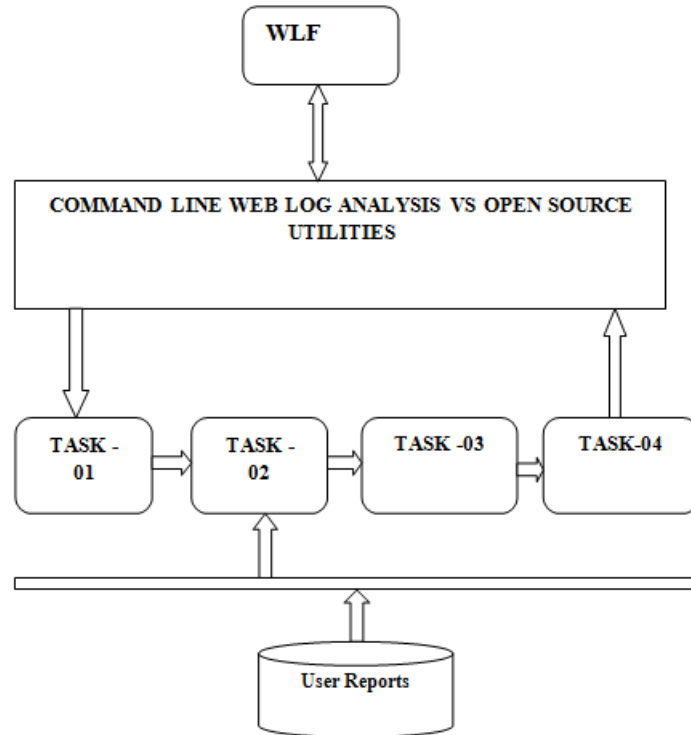 WLF
COMMAND LINE WEB LOG ANALYSIS VS OPEN SOURCE
UTILITIES
TASK -
01
TASK -
02
TASK -03
TASK-04
User Reports